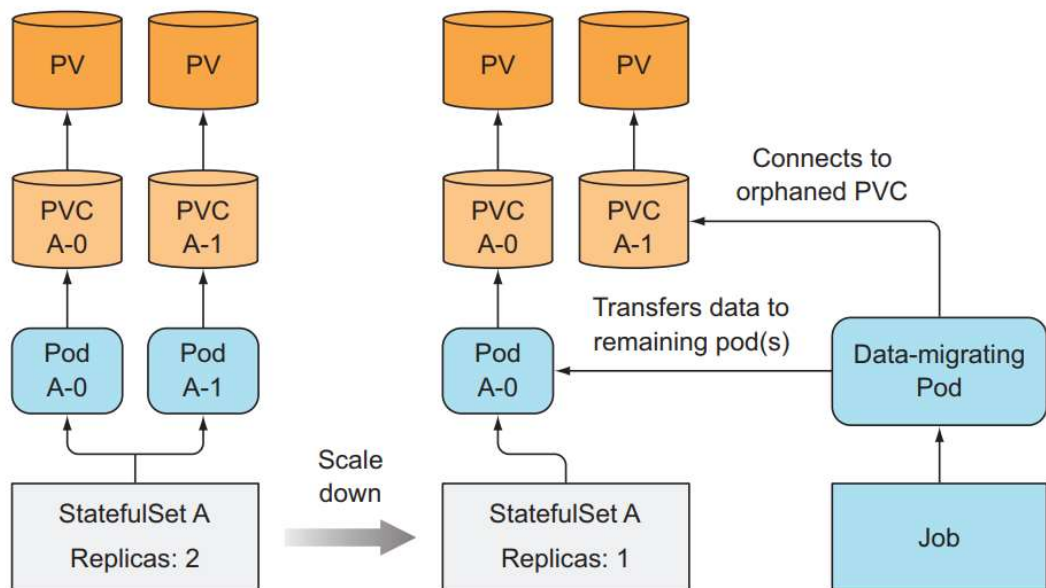 PV
PV
PVC
A-0
PVC
A-1
Pod
A-0
Pod
A-1
StatefulSet A
Replicas: 2
Scale
down
PV
PV
PVC
A-0
PVC
A-1
Connects to
orphaned PVC
Transfers data to
remaining pod(s)
Pod
A-0
Data-migrating
Pod
StatefulSet A
Replicas: 1
Job